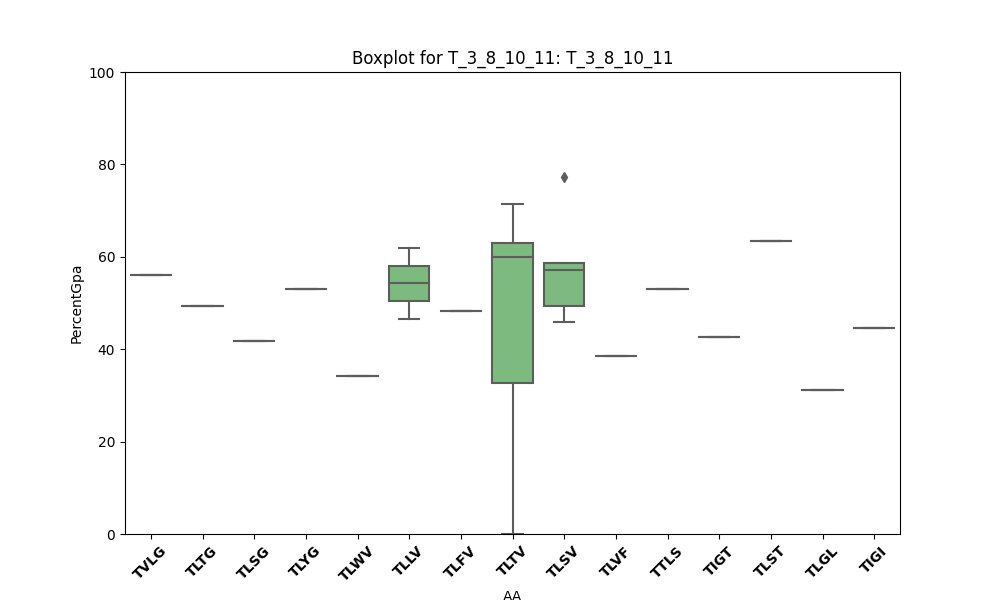 Boxplot for T_3_8_10_11: T_3_8_10_11
100
80
60
40
20
0
PercentGpa
TVLG TLTG TLSG TLYG TLWV TLLV TLFV TLTV TLSV TLVF TTLS TIGT TLST TLGL TIGI
AA